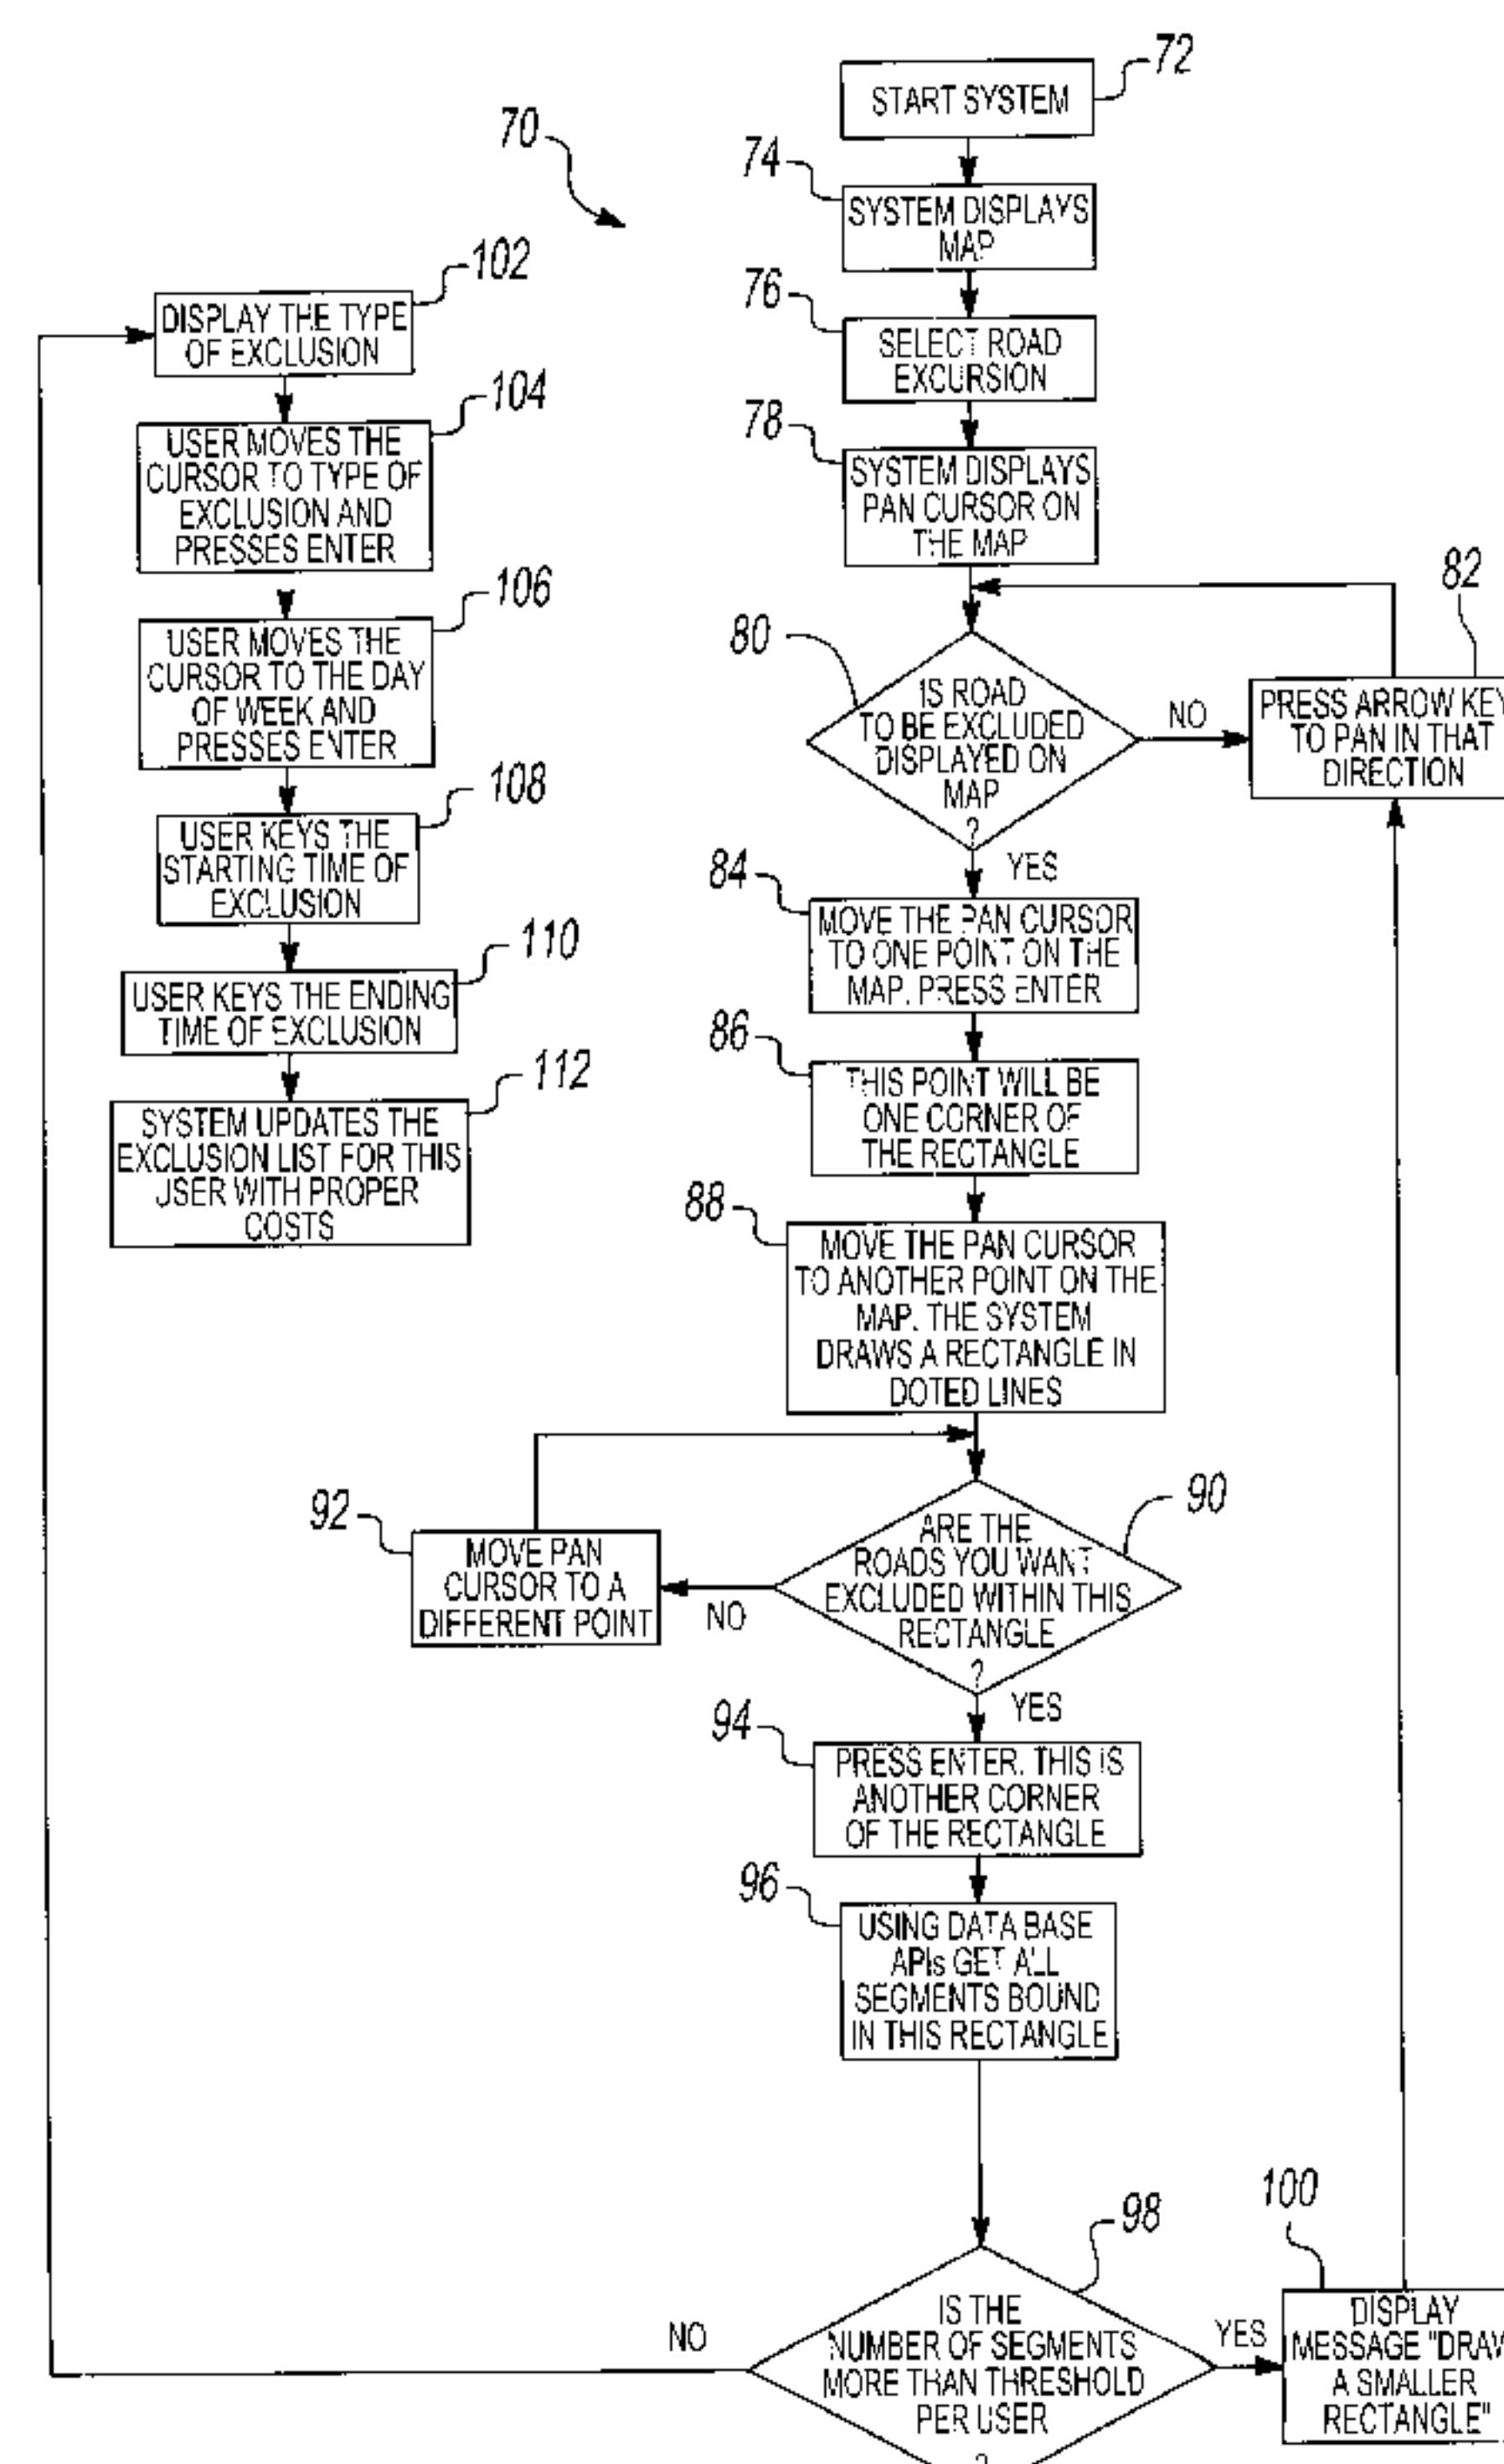 72
START SYSTEM
70
74
SYSTEM DISPLAYS
MAP
76
SELECT ROAD
EXCURSION
78
SYSTEM DISPLAYS
PAN CURSOR ON
THE MAP
80
IS ROAD
TO BE EXCLUDED
DISPLAYED ON
MAP
?
NO
YES
82
PRESS ARROW KEY
TO PAN IN THAT
DIRECTION
84
MOVE THE PAN CURSOR
TO ONE POINT ON THE
MAP. PRESS ENTER
86
THIS POINT WILL BE
ONE CORNER OF
THE RECTANGLE
88
MOVE THE PAN CURSOR
TO ANOTHER POINT ON THE
MAP. THE SYSTEM
DRAWS A RECTANGLE IN
DOTED LINES
90
ARE THE
ROADS YOU WANT
EXCLUDED WITHIN THIS
RECTANGLE
?
NO
YES
92
MOVE PAN
CURSOR TO A
DIFFERENT POINT
94
PRESS ENTER. THIS IS
ANOTHER CORNER
OF THE RECTANGLE
96
USING DATA BASE
APIs GET ALL
SEGMENTS BOUND
IN THIS RECTANGLE
98
IS THE
NUMBER OF SEGMENTS
MORE THAN THRESHOLD
PER USER
?
NO
YES
100
DISPLAY
MESSAGE "DRAW
A SMALLER
RECTANGLE"
102
DISPLAY THE TYPE
OF EXCLUSION
104
USER MOVES THE
CURSOR TO TYPE OF
EXCLUSION AND
PRESSES ENTER
106
USER MOVES THE
CURSOR TO THE DAY
OF WEEK AND
PRESSES ENTER
108
USER KEYS THE
STARTING TIME OF
EXCLUSION
110
USER KEYS THE ENDING
TIME OF EXCLUSION
112
SYSTEM UPDATES THE
EXCLUSION LIST FOR THIS
USER WITH PROPER
COSTS